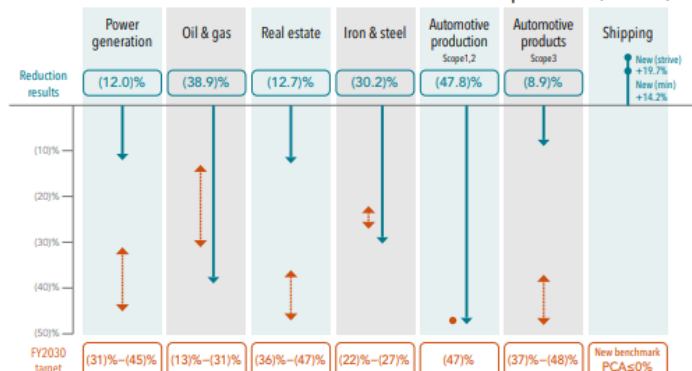 Power generation
Oil & gas
Real estate
Iron & steel
Automotive production
Scope1,2
Automotive products
Scope3
Shipping
Reduction results
(12.0)%
(38.9)%
(12.7)%
(30.2)%
(47.8)%
(8.9)%
New (strive)
+19.7%
New (min)
+14.2%
(10)%
(20)%
(30)%
(40)%
(50)%
FY2030 target
(31)%–(45)%
(13)%–(31)%
(36)%–(47)%
(22)%–(27)%
(47)%
(37)%–(48)%
New benchmark
PCA≤0%